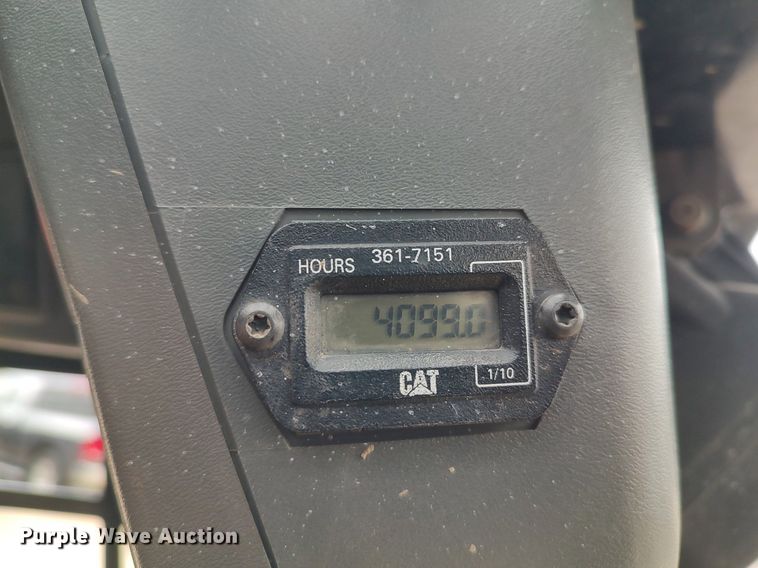 HOURS 361-7151
4099.0
CAT 1/10
Purple Wave Auction